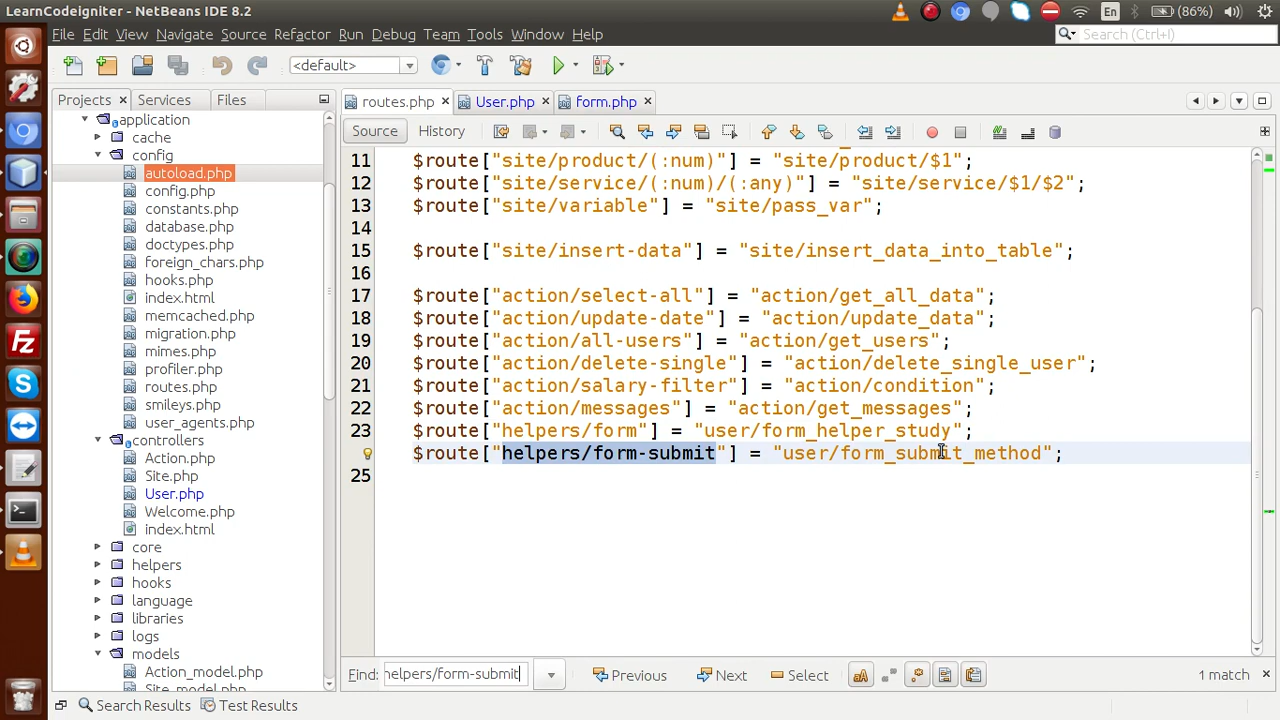 LearnCodeigniter - NetBeans IDE 8.2
En
(86%)
File Edit View Navigate Source Refactor Run Debug Team Tools Window Help
Search (Ctrl+I)
<default>
Projects
Services
Files
routes.php
User.php
form.php
Source
History
application
cache
config
autoload.php
config.php
constants.php
database.php
doctypes.php
foreign_chars.php
hooks.php
index.html
memcached.php
migration.php
mimes.php
profiler.php
routes.php
smileys.php
user_agents.php
controllers
Action.php
Site.php
User.php
Welcome.php
index.html
core
helpers
hooks
language
libraries
logs
models
Action_model.php
Site_model.php
11 $route["site/product/(:num)"] = "site/product/$1";
12 $route["site/service/(:num)/(:any)"] = "site/service/$1/$2";
13 $route["site/variable"] = "site/pass_var";
14
15 $route["site/insert-data"] = "site/insert_data_into_table";
16
17 $route["action/select-all"] = "action/get_all_data";
18 $route["action/update-date"] = "action/update_data";
19 $route["action/all-users"] = "action/get_users";
20 $route["action/delete-single"] = "action/delete_single_user";
21 $route["action/salary-filter"] = "action/condition";
22 $route["action/messages"] = "action/get_messages";
23 $route["helpers/form"] = "user/form_helper_study";
24 $route["helpers/form-submit"] = "user/form_submit_method";
25
Find: helpers/form-submit
Previous
Next
Select
aA
1 match
Search Results
Test Results